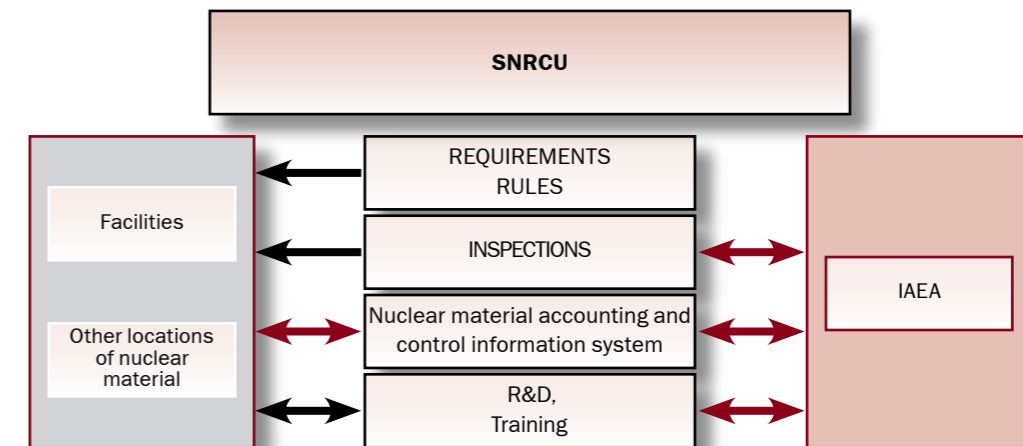 SNRCU
Facilities
Other locations
of nuclear
material
REQUIREMENTS
RULES
INSPECTIONS
Nuclear material accounting and
control information system
R&D,
Training
IAEA